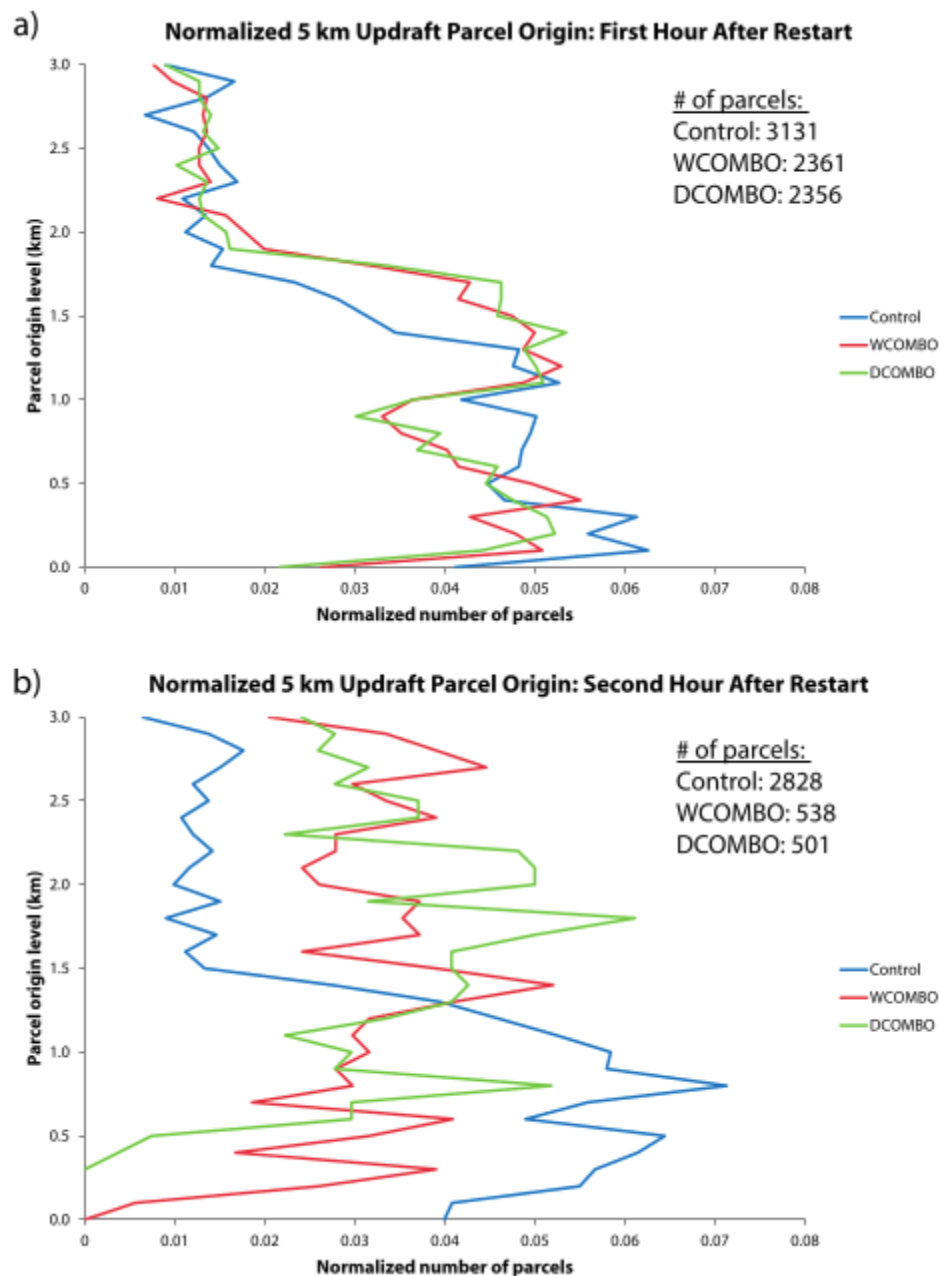 a)
Normalized 5 km Updraft Parcel Origin: First Hour After Restart
3.0
2.5
2.0
1.5
1.0
0.5
0.0
Parcel origin level (km)
# of parcels:
Control: 3131
WCOMBO: 2361
DCOMBO: 2356
Control
WCOMBO
DCOMBO
0 0.01 0.02 0.03 0.04 0.05 0.06 0.07 0.08
Normalized number of parcels
b)
Normalized 5 km Updraft Parcel Origin: Second Hour After Restart
3.0
2.5
2.0
1.5
1.0
0.5
0.0
Parcel origin level (km)
# of parcels:
Control: 2828
WCOMBO: 538
DCOMBO: 501
Control
WCOMBO
DCOMBO
0 0.01 0.02 0.03 0.04 0.05 0.06 0.07 0.08
Normalized number of parcels